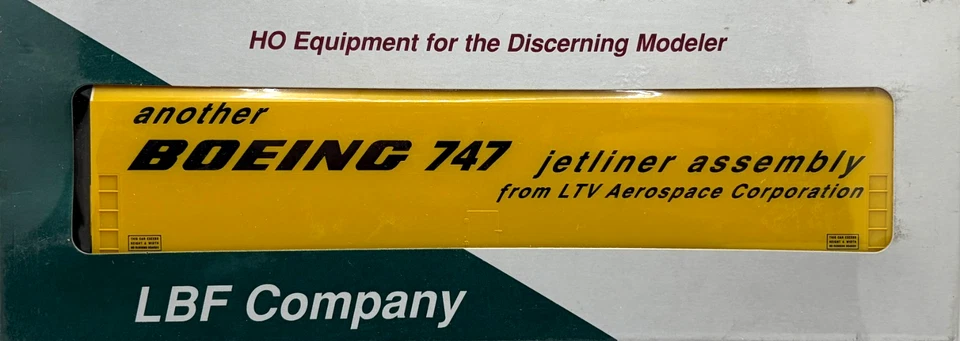 HO Equipment for the Discerning Modeler
another
BOEING 747
jetliner assembly
from LTV Aerospace Corporation
LBF Company